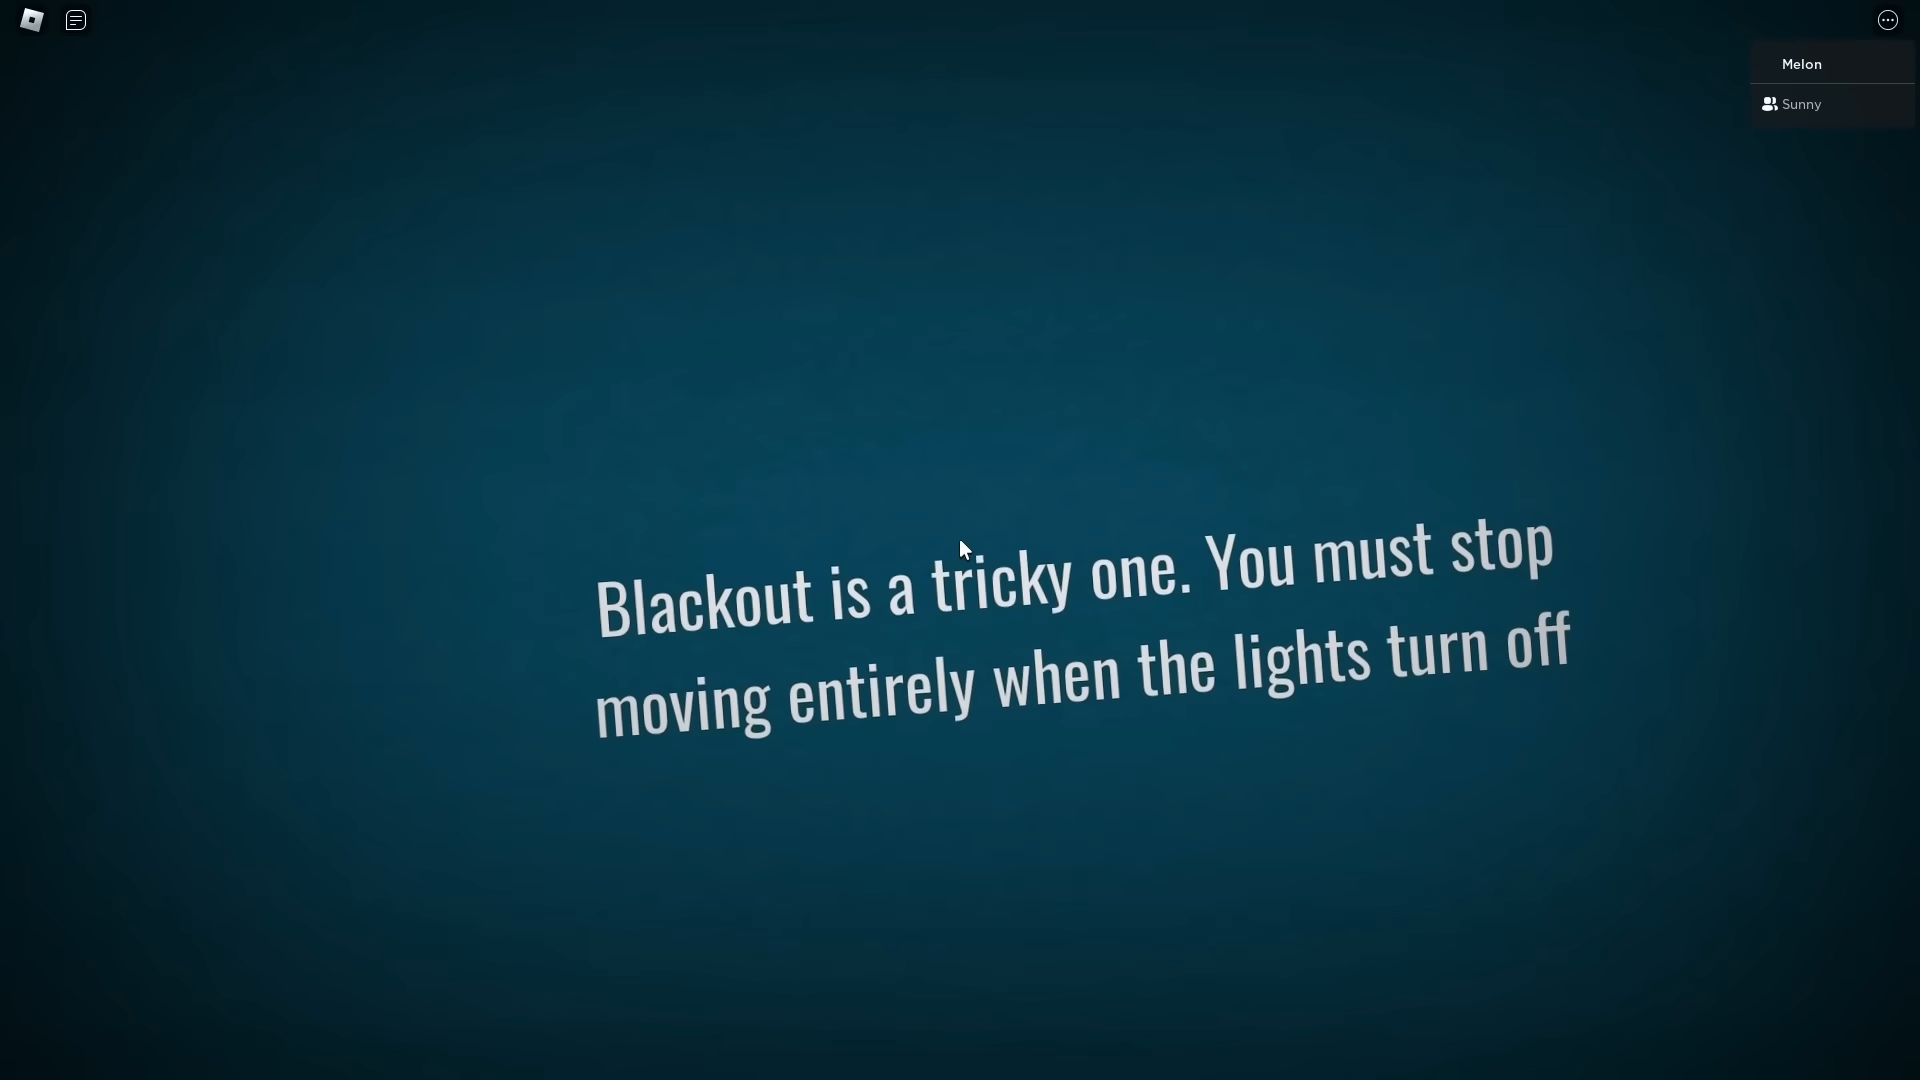 Melon
Sunny
Blackout is a tricky one. You must stop
moving entirely when the lights turn off